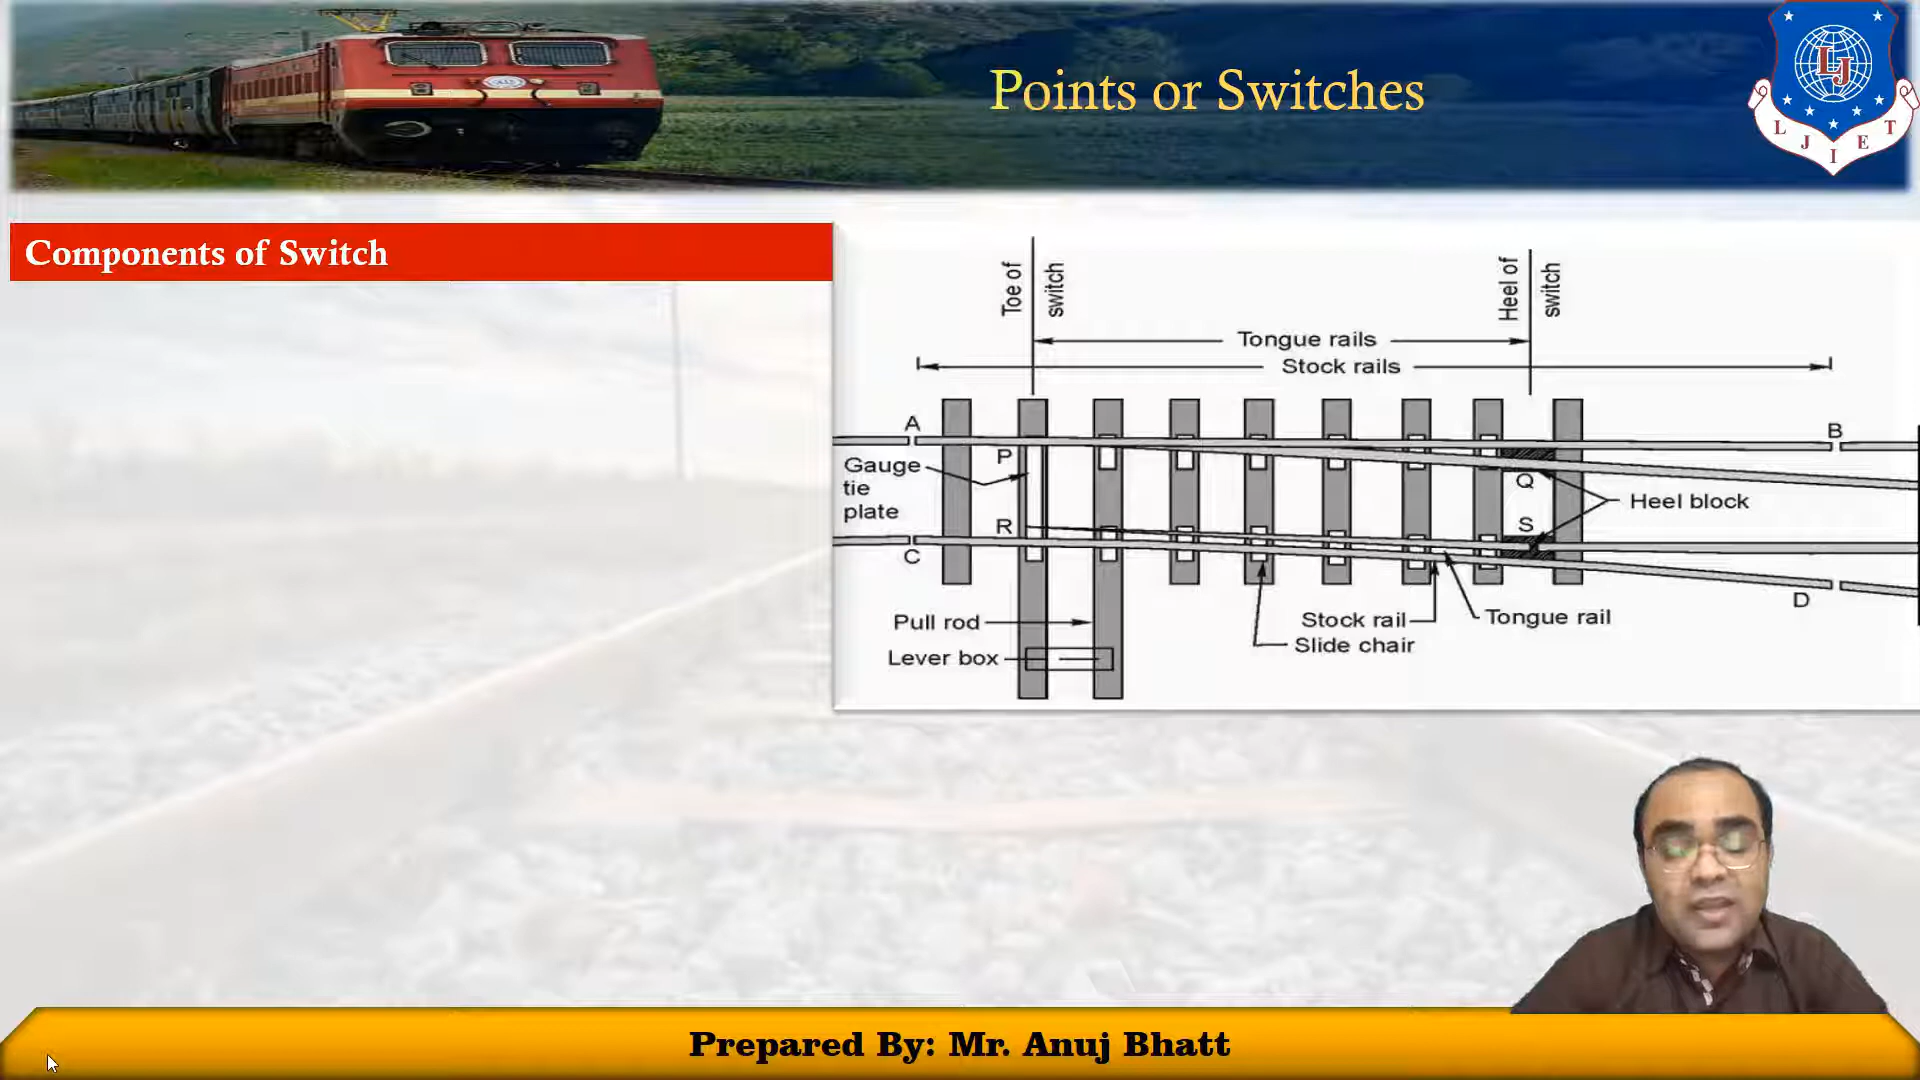 Points or Switches
L J I E T
LJ
Components of Switch
Toe of
switch
Heel of
switch
Tongue rails
Stock rails
A
B
P
Gauge
tie
plate
Q
Heel block
R
S
C
D
Pull rod
Stock rail
Tongue rail
Slide chair
Lever box
Prepared By: Mr. Anuj Bhatt